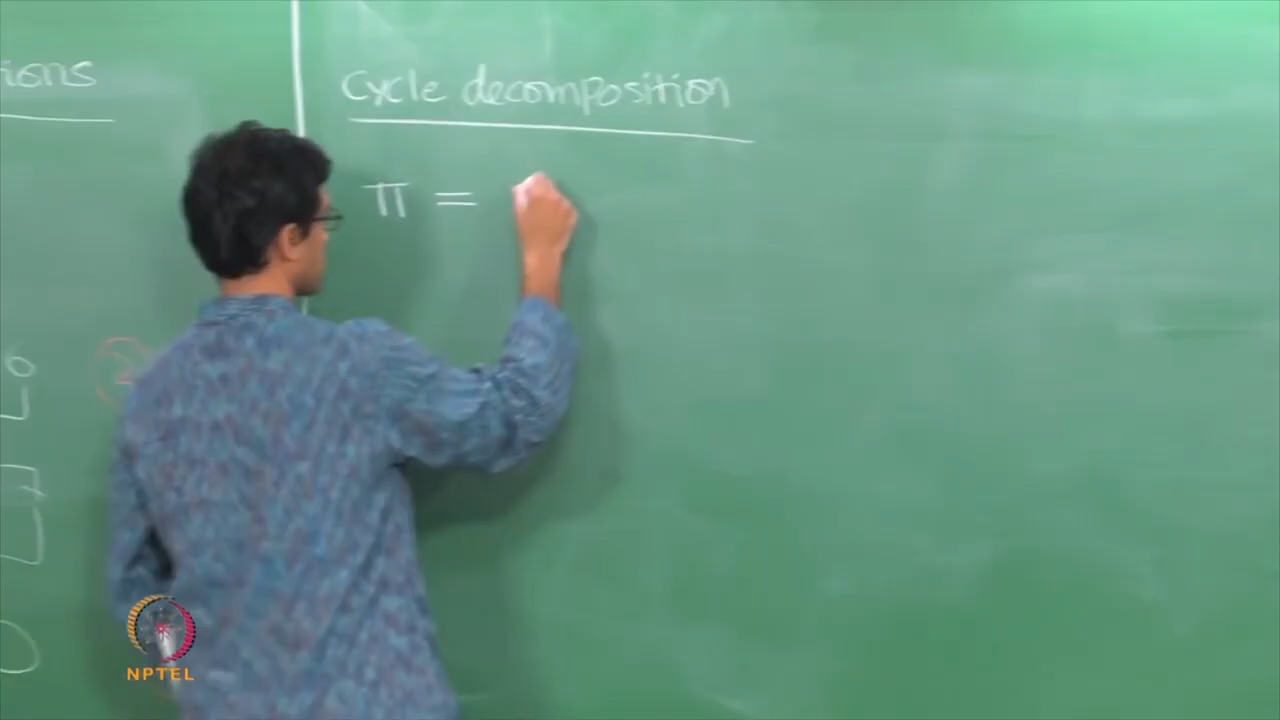 ions
Cycle decomposition
π =
NPTEL